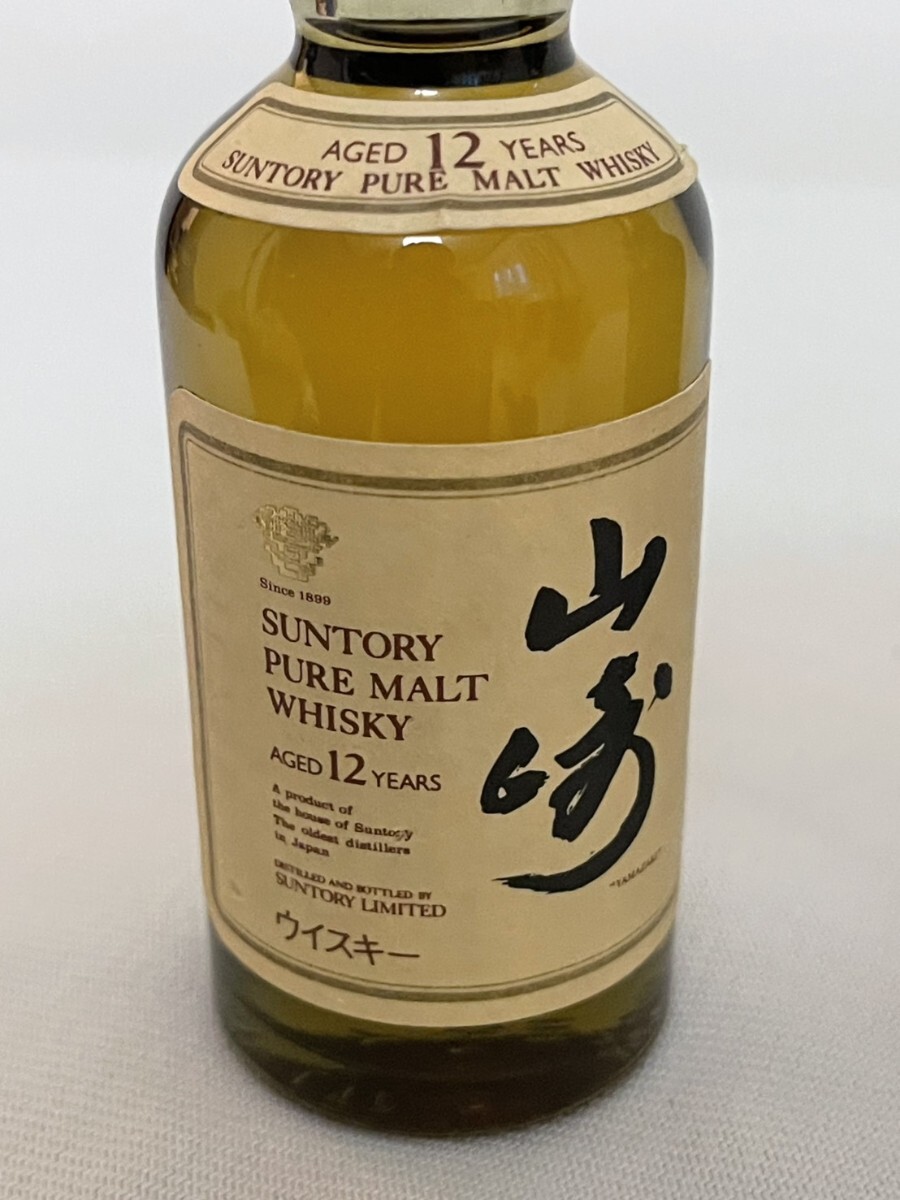 AGED 12 YEARS
SUNTORY PURE MALT WHISKY
Since 1899
SUNTORY
PURE MALT
WHISKY
AGED 12 YEARS
A product of
the house of Suntory
The oldest distillers
in Japan
DISTILLED AND BOTTLED BY
SUNTORY LIMITED
ウイスキー
山崎
"YAMAZAKI"